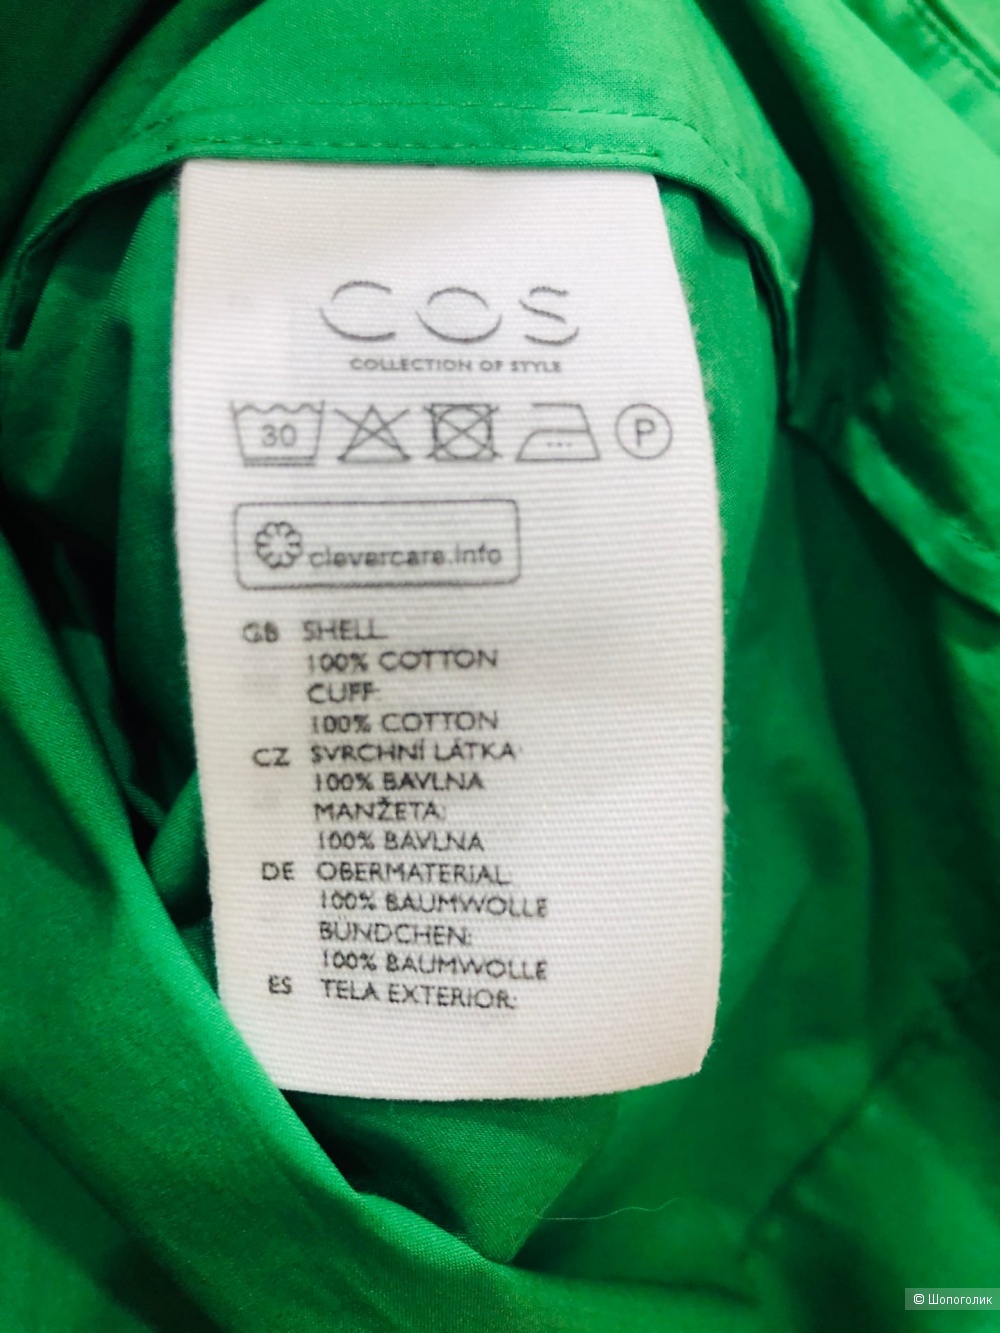 COS
COLLECTION OF STYLE
30 P
clevercare.info
GB SHELL
100% COTTON
CUFF:
100% COTTON
CZ SVRCHNÍ LÁTKA
100% BAVLNA
MANŽETA:
100% BAVLNA
DE OBERMATERIAL:
100% BAUMWOLLE
BÜNDCHEN:
100% BAUMWOLLE
ES TELA EXTERIOR:
© Шопоголик